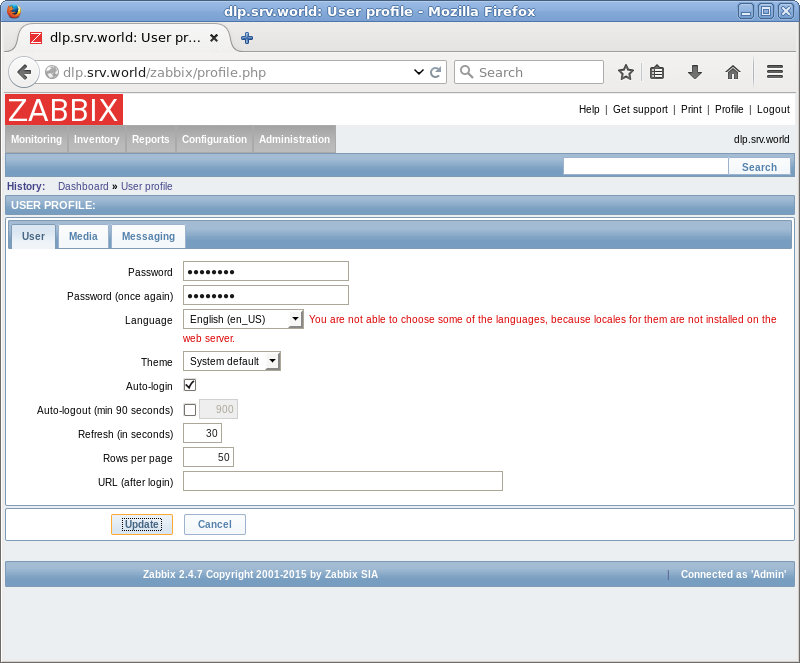 dlp.srv.world: User profile - Mozilla Firefox
dlp.srv.world: User pr...
dlp.srv.world/zabbix/profile.php
Search
ZABBIX
Help | Get support | Print | Profile | Logout
Monitoring Inventory Reports Configuration Administration
dlp.srv.world
Search
History: Dashboard » User profile
USER PROFILE:
User Media Messaging
Password ••••••••
Password (once again) ••••••••
Language English (en_US) You are not able to choose some of the languages, because locales for them are not installed on the
web server.
Theme System default
Auto-login
Auto-logout (min 90 seconds) 900
Refresh (in seconds) 30
Rows per page 50
URL (after login)
Update Cancel
Zabbix 2.4.7 Copyright 2001-2015 by Zabbix SIA | Connected as 'Admin'